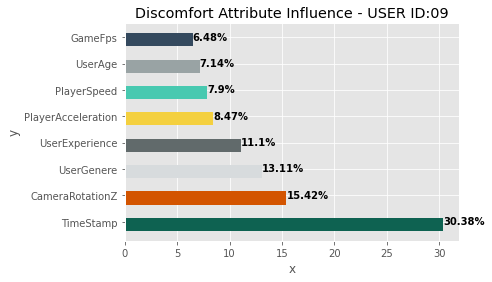 Discomfort Attribute Influence - USER ID:09
GameFps
6.48%
UserAge
7.14%
PlayerSpeed
7.9%
PlayerAcceleration
8.47%
y
UserExperience
11.1%
UserGenere
13.11%
CameraRotationZ
15.42%
TimeStamp
30.38%
0 5 10 15 20 25 30
x